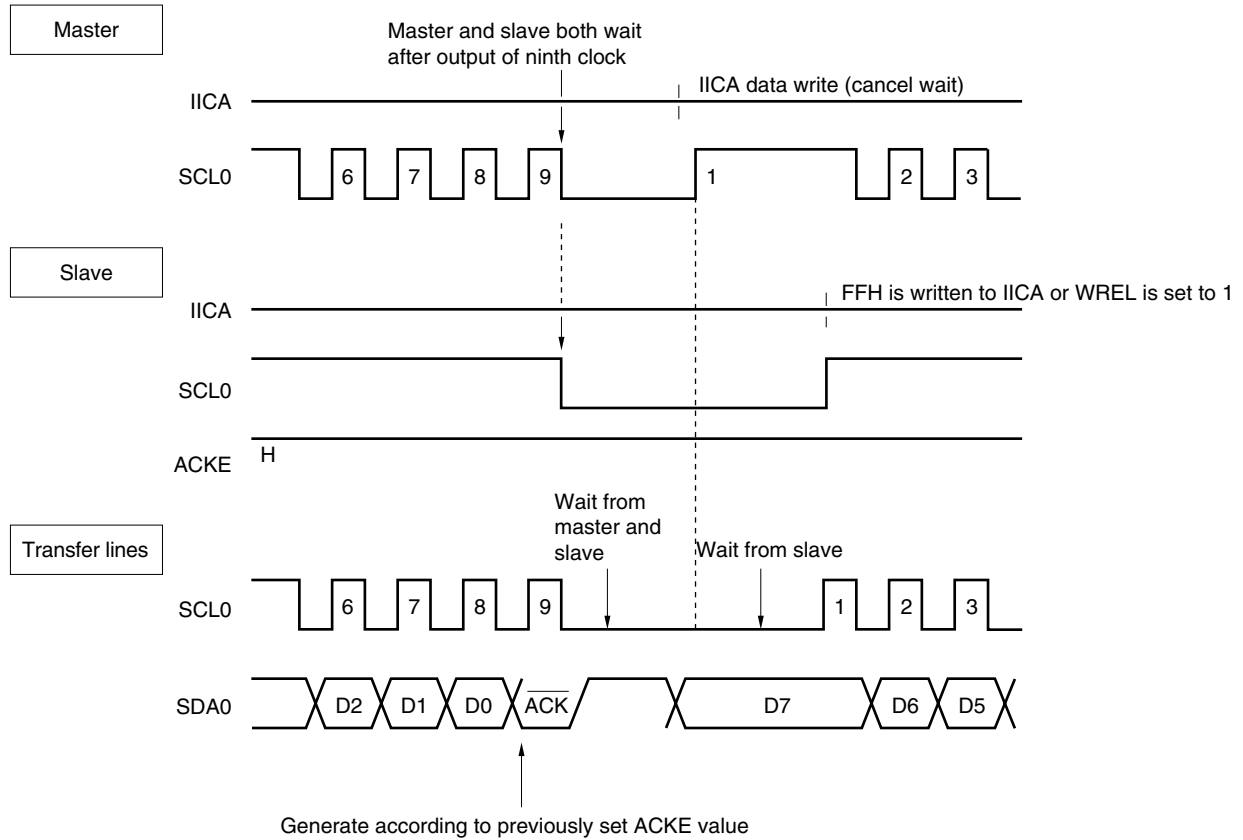 Master
Master and slave both wait
after output of ninth clock
IICA data write (cancel wait)
IICA
SCL0
6 7 8 9 1 2 3
Slave
FFH is written to IICA or WREL is set to 1
IICA
SCL0
H
ACKE
Wait from
master and
slave
Wait from slave
Transfer lines
SCL0
6 7 8 9 1 2 3
SDA0
D2 D1 D0 ACK D7 D6 D5
Generate according to previously set ACKE value